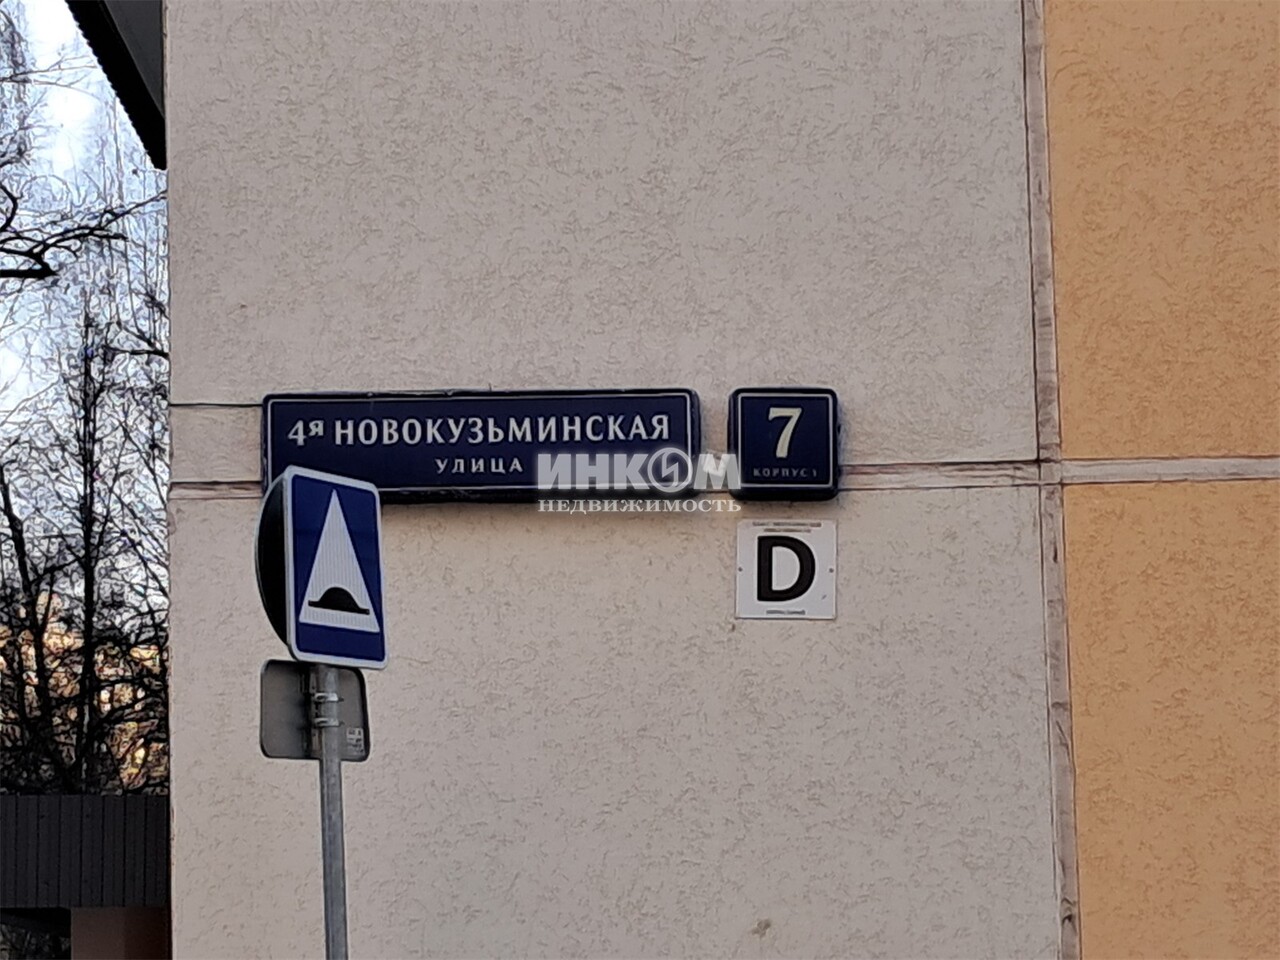 4я НОВОКУЗЬМИНСКАЯ
УЛИЦА
7
КОРПУС 1
ИНКОМ
НЕДВИЖИМОСТЬ
D